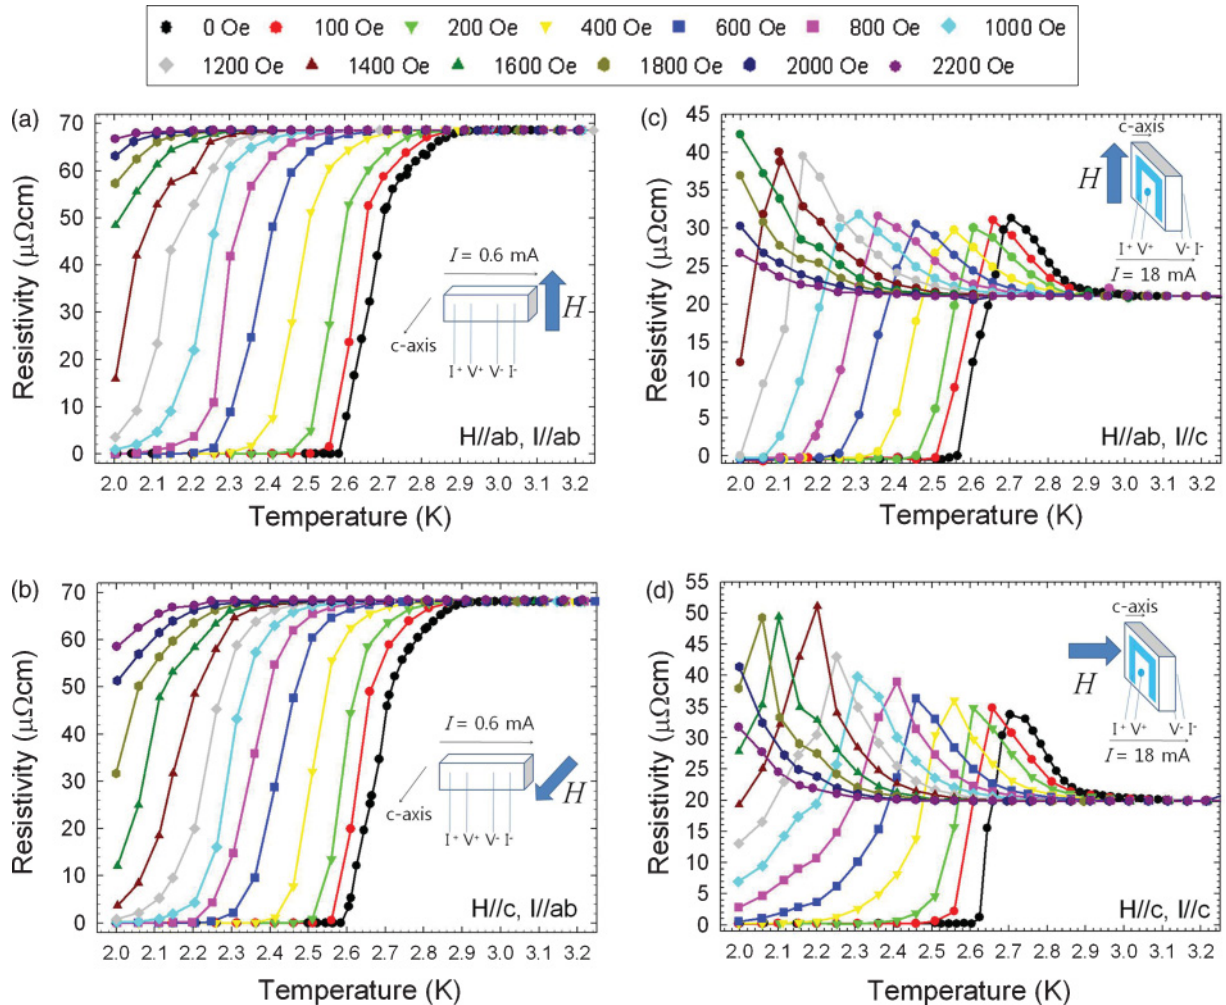 0 Oe 100 Oe 200 Oe 400 Oe 600 Oe 800 Oe 1000 Oe
1200 Oe 1400 Oe 1600 Oe 1800 Oe 2000 Oe 2200 Oe
(a)
70
60
50
40
30
20
10
0
Resistivity (μΩcm)
I = 0.6 mA
H
c-axis
I⁺ V⁺ V⁻ I⁻
H//ab, I//ab
2.0 2.1 2.2 2.3 2.4 2.5 2.6 2.7 2.8 2.9 3.0 3.1 3.2
Temperature (K)
(c)
45
40
35
30
25
20
15
10
5
0
Resistivity (μΩcm)
c-axis
H
I⁺ V⁺ V⁻ I⁻
I = 18 mA
H//ab, I//c
2.0 2.1 2.2 2.3 2.4 2.5 2.6 2.7 2.8 2.9 3.0 3.1 3.2
Temperature (K)
(b)
70
60
50
40
30
20
10
0
Resistivity (μΩcm)
I = 0.6 mA
H
c-axis
I⁺ V⁺ V⁻ I⁻
H//c, I//ab
2.0 2.1 2.2 2.3 2.4 2.5 2.6 2.7 2.8 2.9 3.0 3.1 3.2
Temperature (K)
(d)
55
50
45
40
35
30
25
20
15
10
5
0
Resistivity (μΩcm)
c-axis
H
I⁺ V⁺ V⁻ I⁻
I = 18 mA
H//c, I//c
2.0 2.1 2.2 2.3 2.4 2.5 2.6 2.7 2.8 2.9 3.0 3.1 3.2
Temperature (K)